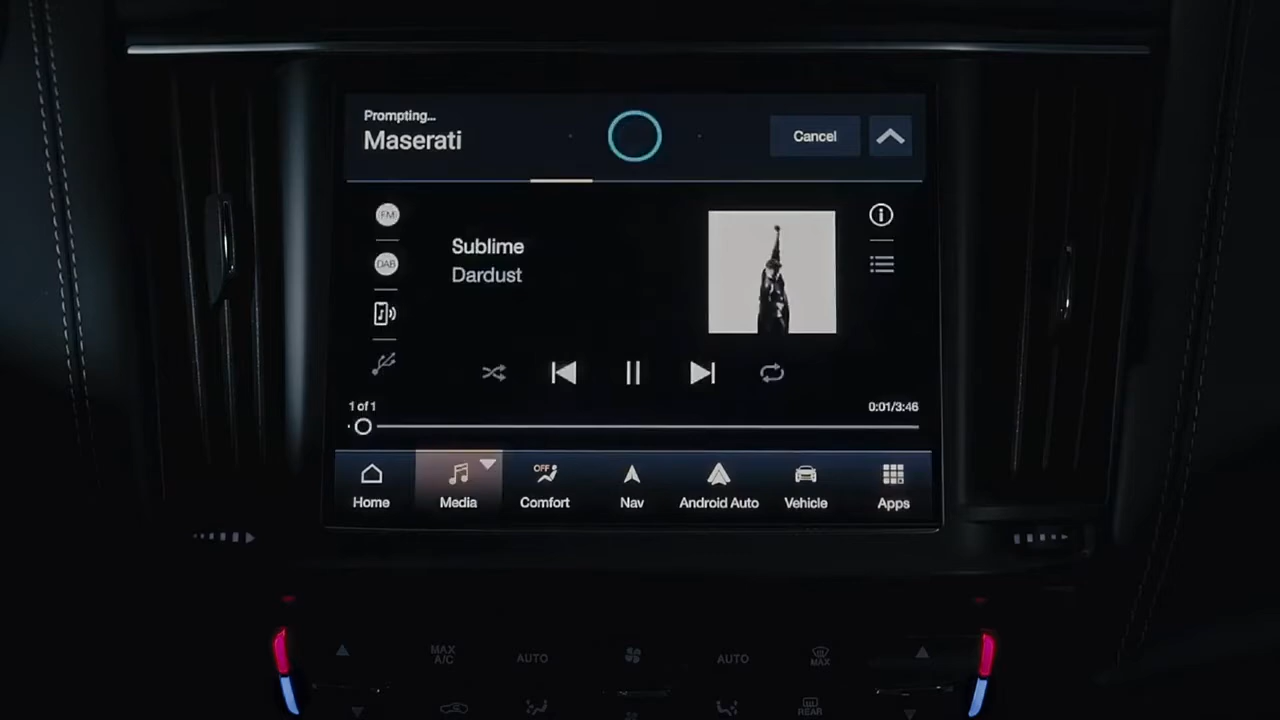 Prompting...
Maserati
Cancel
FM
DAB
Sublime
Dardust
1 of 1
0:01/3:46
OFF
Home
Media
Comfort
Nav
Android Auto
Vehicle
Apps
MAX
A/C
AUTO
AUTO
MAX
REAR